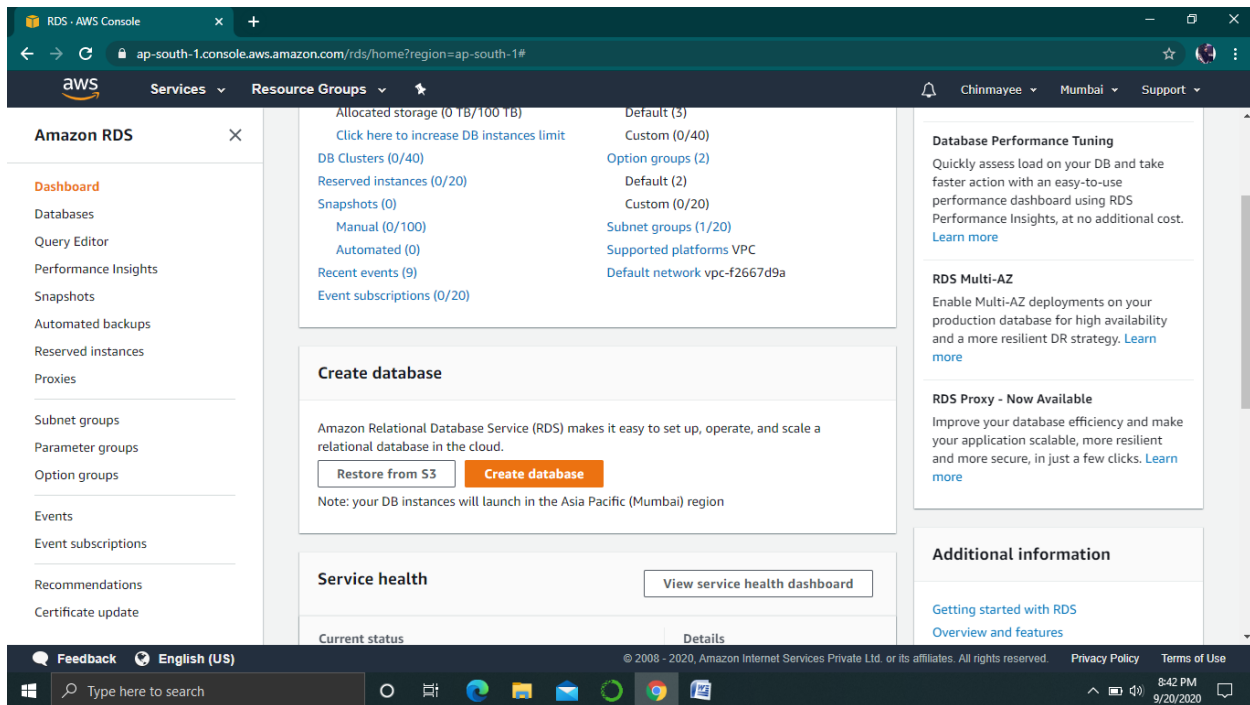 RDS · AWS Console
ap-south-1.console.aws.amazon.com/rds/home?region=ap-south-1#
aws
Services
Resource Groups
Chinmayee
Mumbai
Support
Amazon RDS
Dashboard
Databases
Query Editor
Performance Insights
Snapshots
Automated backups
Reserved instances
Proxies
Subnet groups
Parameter groups
Option groups
Events
Event subscriptions
Recommendations
Certificate update
Allocated storage (0 TB/100 TB)
Click here to increase DB instances limit
DB Clusters (0/40)
Reserved instances (0/20)
Snapshots (0)
Manual (0/100)
Automated (0)
Recent events (9)
Event subscriptions (0/20)
Default (3)
Custom (0/40)
Option groups (2)
Default (2)
Custom (0/20)
Subnet groups (1/20)
Supported platforms VPC
Default network vpc-f2667d9a
Create database
Amazon Relational Database Service (RDS) makes it easy to set up, operate, and scale a
relational database in the cloud.
Restore from S3
Create database
Note: your DB instances will launch in the Asia Pacific (Mumbai) region
Service health
View service health dashboard
Current status
Details
Database Performance Tuning
Quickly assess load on your DB and take
faster action with an easy-to-use
performance dashboard using RDS
Performance Insights, at no additional cost.
Learn more
RDS Multi-AZ
Enable Multi-AZ deployments on your
production database for high availability
and a more resilient DR strategy. Learn
more
RDS Proxy - Now Available
Improve your database efficiency and make
your application scalable, more resilient
and more secure, in just a few clicks. Learn
more
Additional information
Getting started with RDS
Overview and features
Feedback
English (US)
© 2008 - 2020, Amazon Internet Services Private Ltd. or its affiliates. All rights reserved.
Privacy Policy
Terms of Use
Type here to search
8:42 PM
9/20/2020